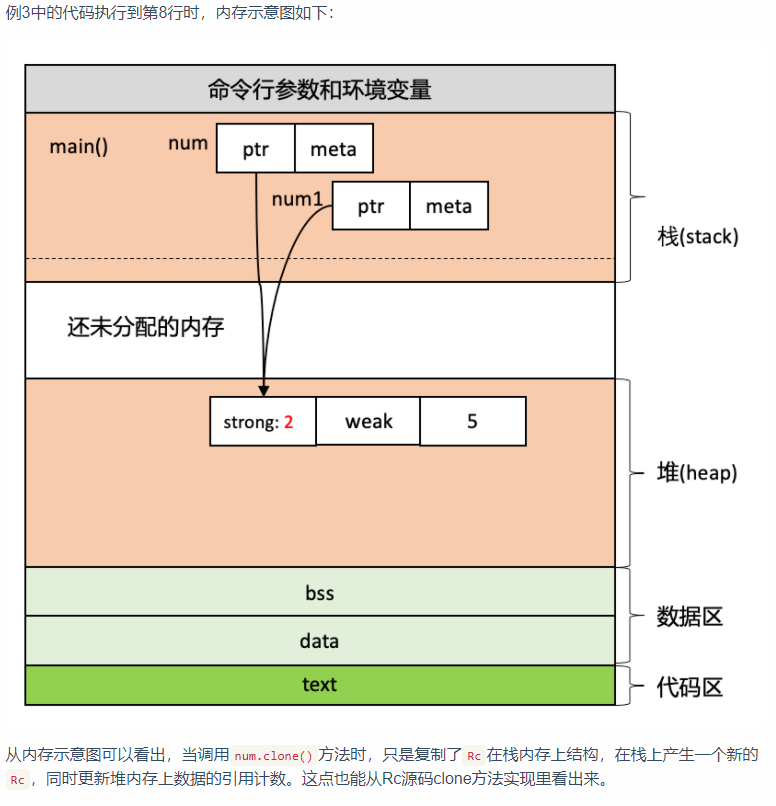 例3中的代码执行到第8行时，内存示意图如下：
命令行参数和环境变量
main()
num
ptr
meta
num1
ptr
meta
栈(stack)
还未分配的内存
strong: 2
weak
5
堆(heap)
bss
数据区
data
text
代码区
从内存示意图可以看出，当调用 num.clone() 方法时，只是复制了 Rc 在栈内存上结构，在栈上产生一个新的
Rc ，同时更新堆内存上数据的引用计数。这点也能从Rc源码clone方法实现里看出来。